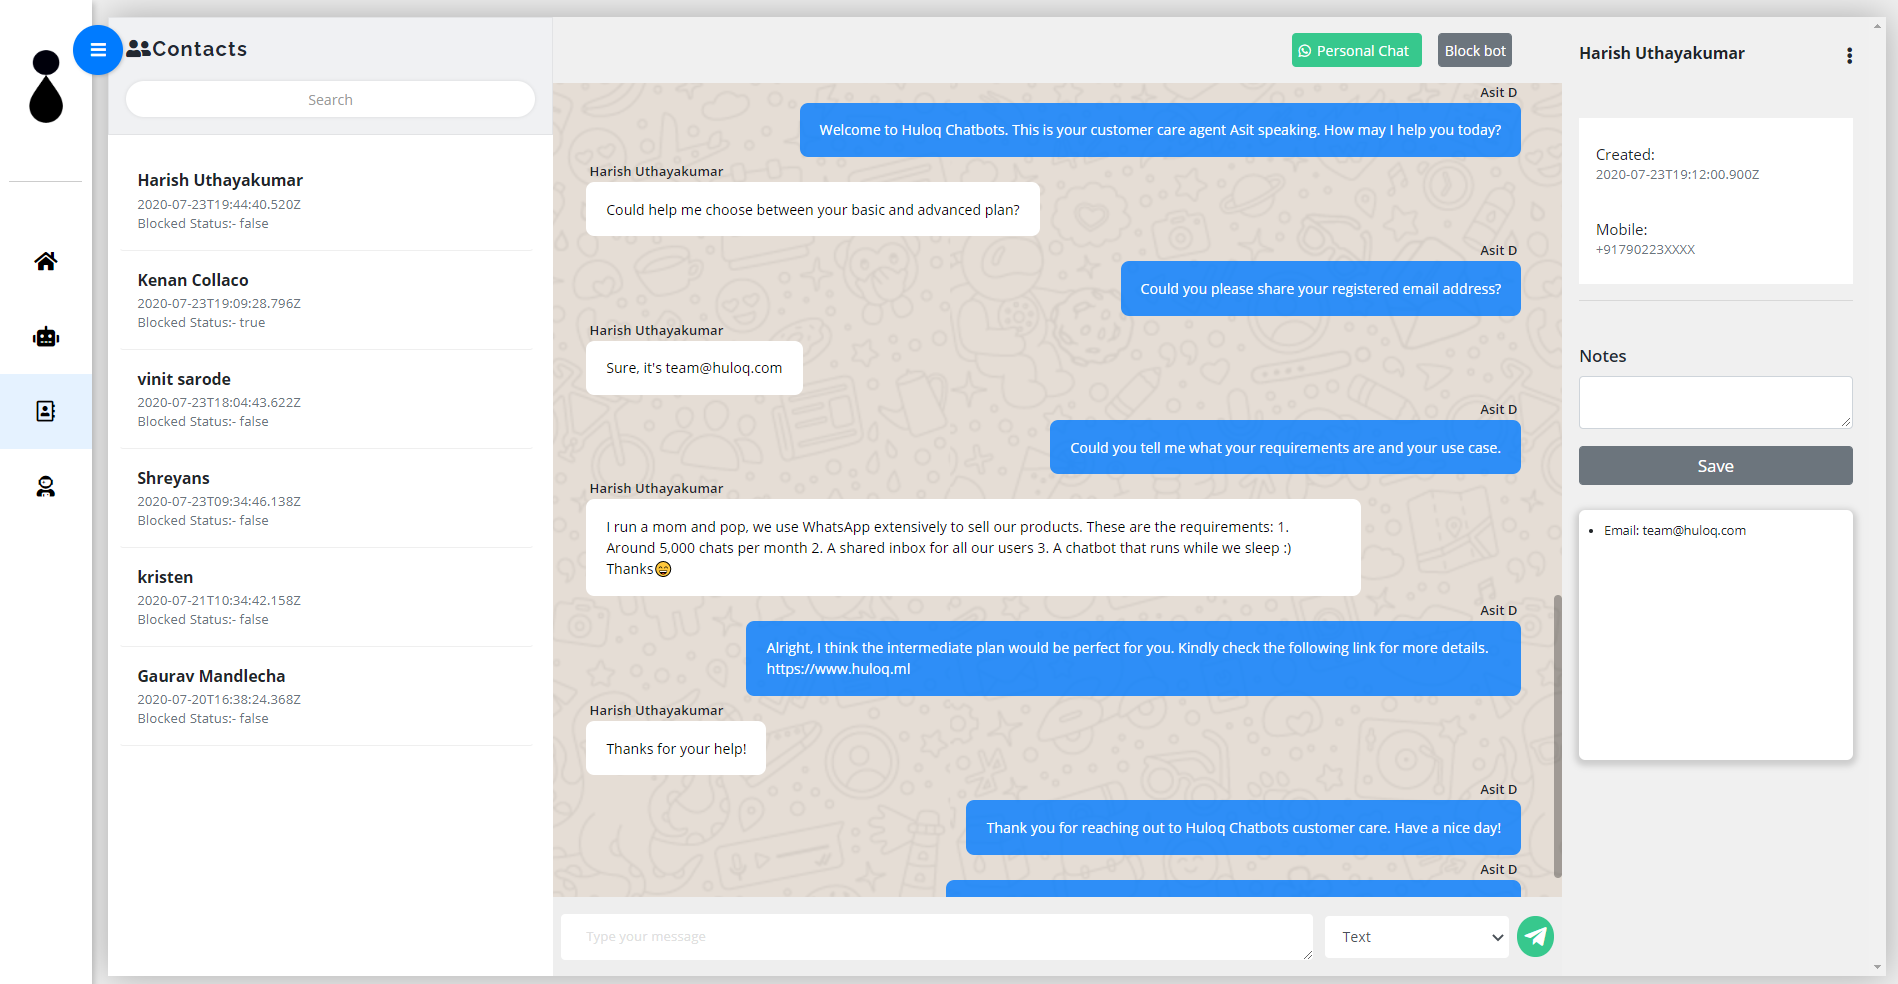 Contacts
Search
Harish Uthayakumar
2020-07-23T19:44:40.520Z
Blocked Status:- false
Kenan Collaco
2020-07-23T19:09:28.796Z
Blocked Status:- true
vinit sarode
2020-07-23T18:04:43.622Z
Blocked Status:- false
Shreyans
2020-07-23T09:34:46.138Z
Blocked Status:- false
kristen
2020-07-21T10:34:42.158Z
Blocked Status:- false
Gaurav Mandlecha
2020-07-20T16:38:24.368Z
Blocked Status:- false
Personal Chat
Block bot
Asit D
Welcome to Huloq Chatbots. This is your customer care agent Asit speaking. How may I help you today?
Harish Uthayakumar
Could help me choose between your basic and advanced plan?
Asit D
Could you please share your registered email address?
Harish Uthayakumar
Sure, it's team@huloq.com
Asit D
Could you tell me what your requirements are and your use case.
Harish Uthayakumar
I run a mom and pop, we use WhatsApp extensively to sell our products. These are the requirements: 1.
Around 5,000 chats per month 2. A shared inbox for all our users 3. A chatbot that runs while we sleep :)
Thanks😄
Asit D
Alright, I think the intermediate plan would be perfect for you. Kindly check the following link for more details.
https://www.huloq.ml
Harish Uthayakumar
Thanks for your help!
Asit D
Thank you for reaching out to Huloq Chatbots customer care. Have a nice day!
Asit D
Type your message
Text
Harish Uthayakumar
Created:
2020-07-23T19:12:00.900Z
Mobile:
+91790223XXXX
Notes
Save
• Email: team@huloq.com